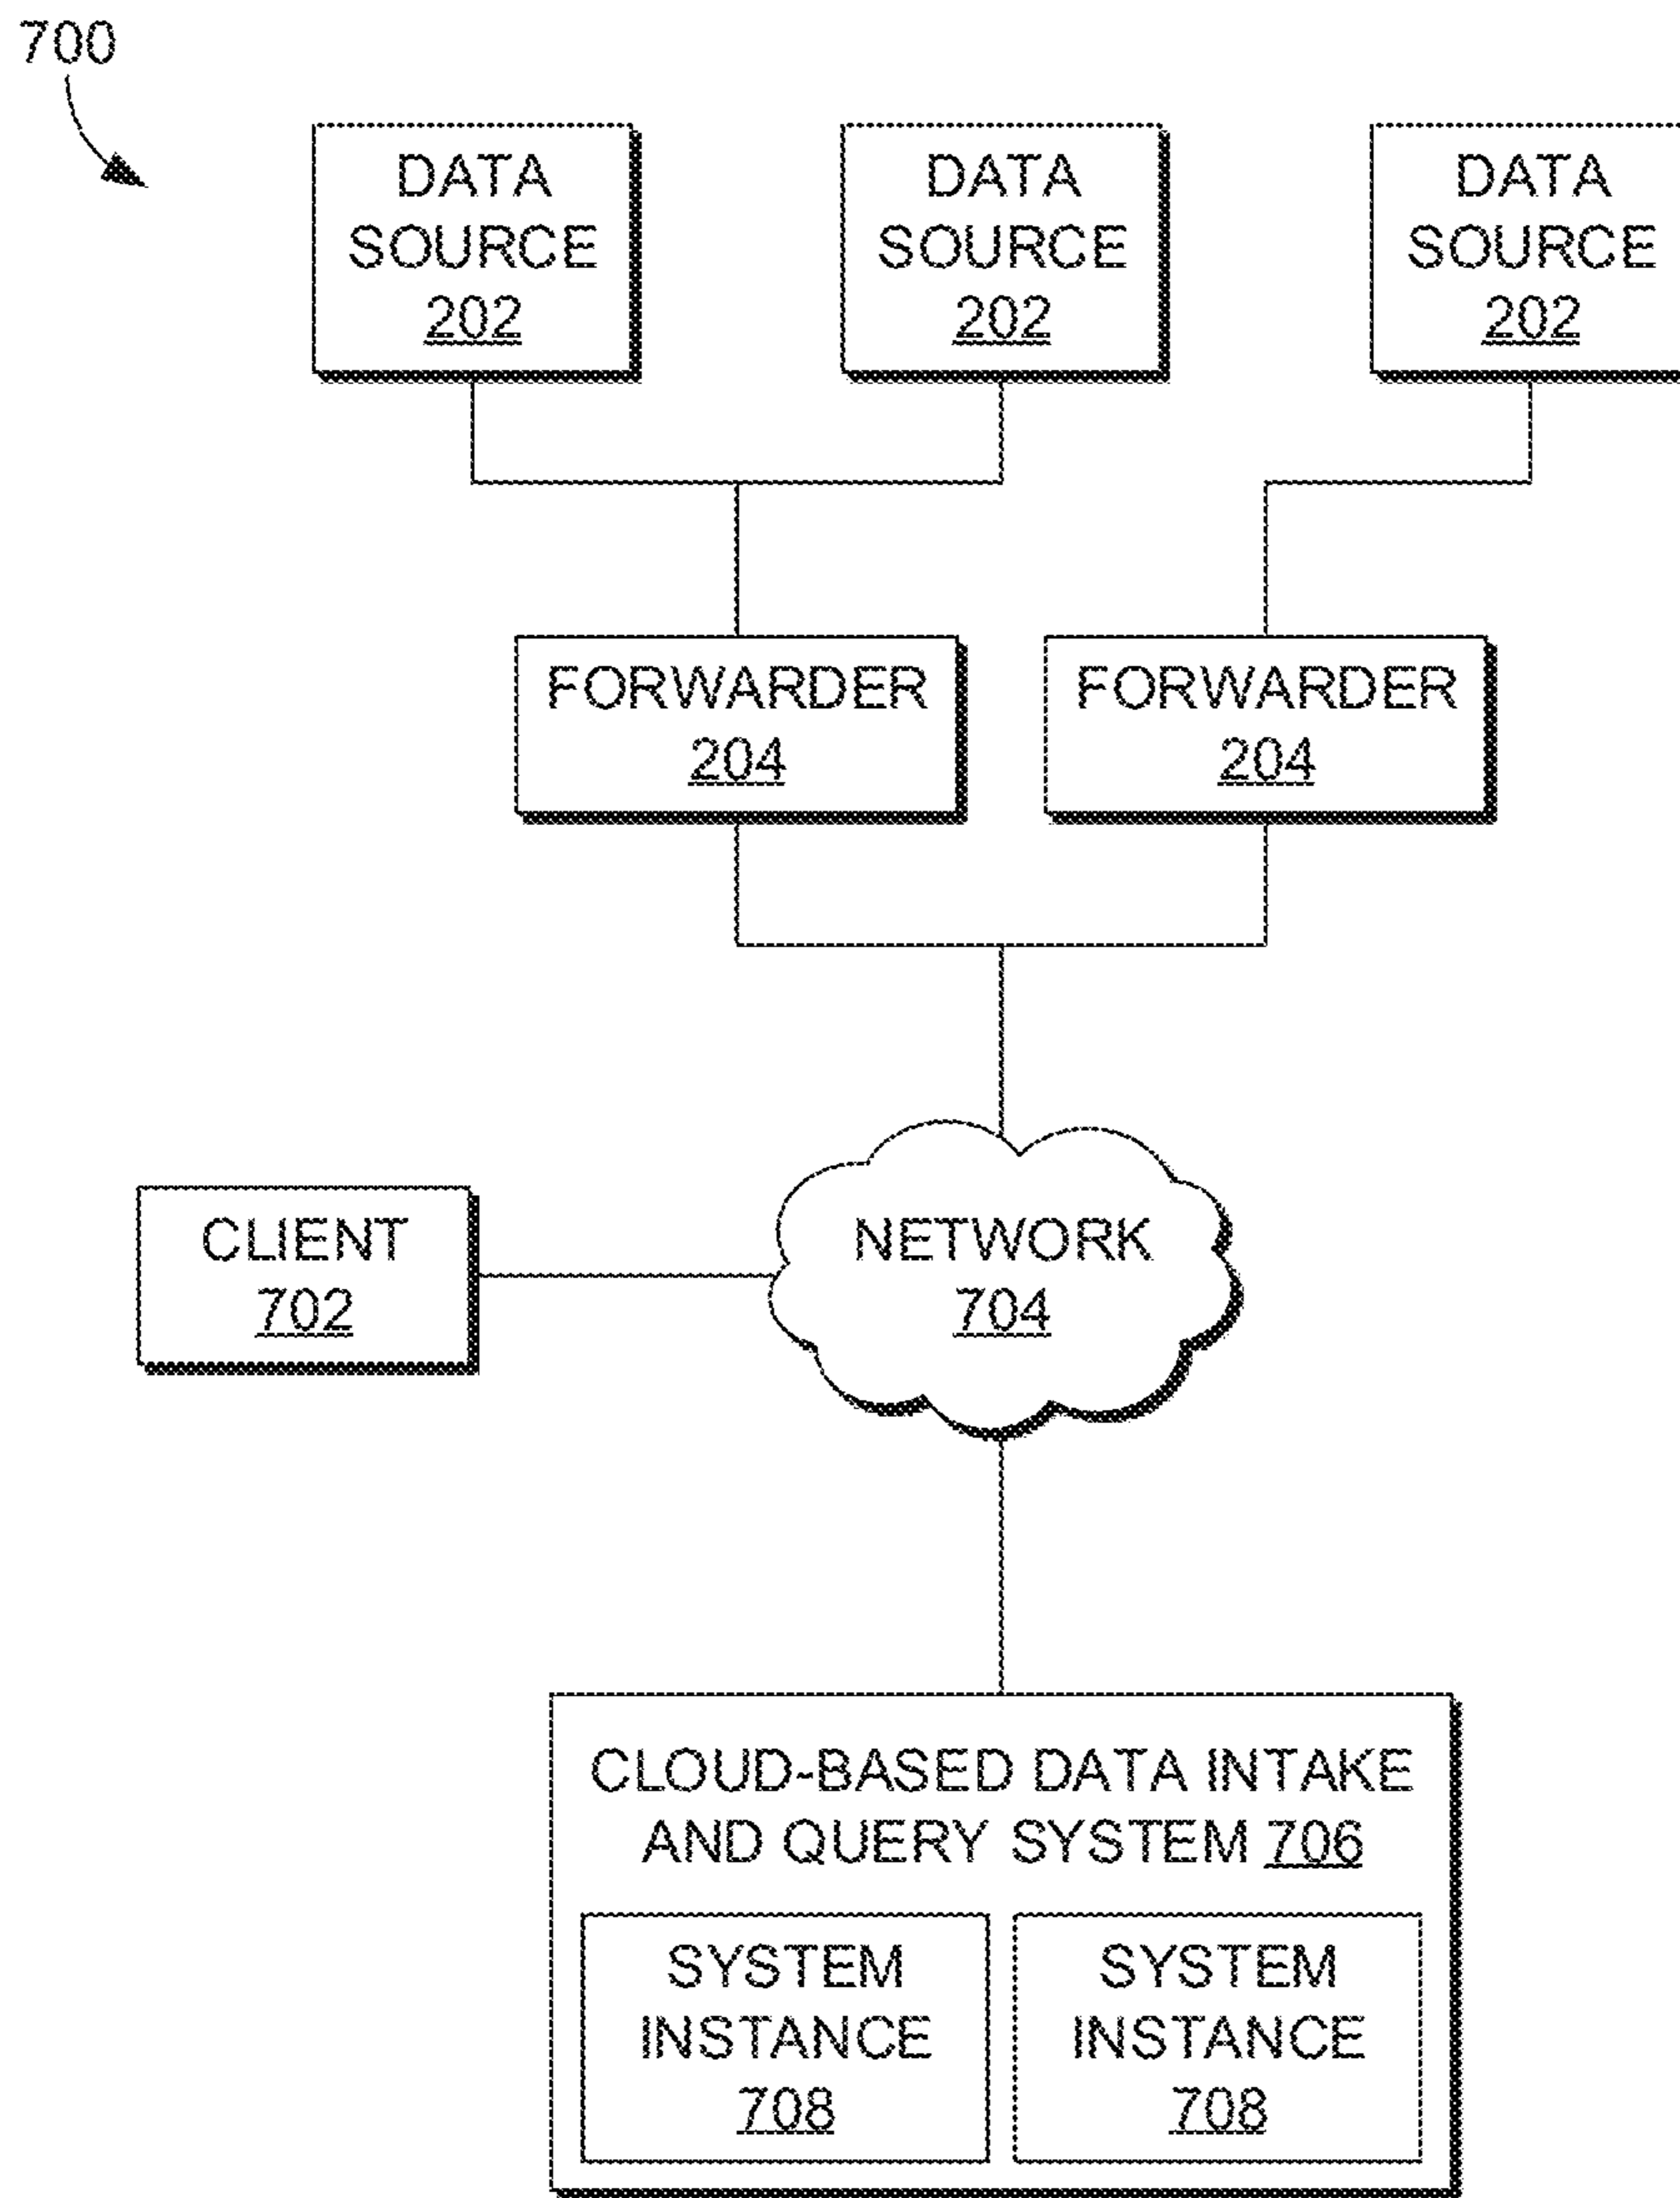 700
DATA
SOURCE
202
DATA
SOURCE
202
DATA
SOURCE
202
FORWARDER
204
FORWARDER
204
CLIENT
702
NETWORK
704
CLOUD-BASED DATA INTAKE
AND QUERY SYSTEM 706
SYSTEM
INSTANCE
708
SYSTEM
INSTANCE
708